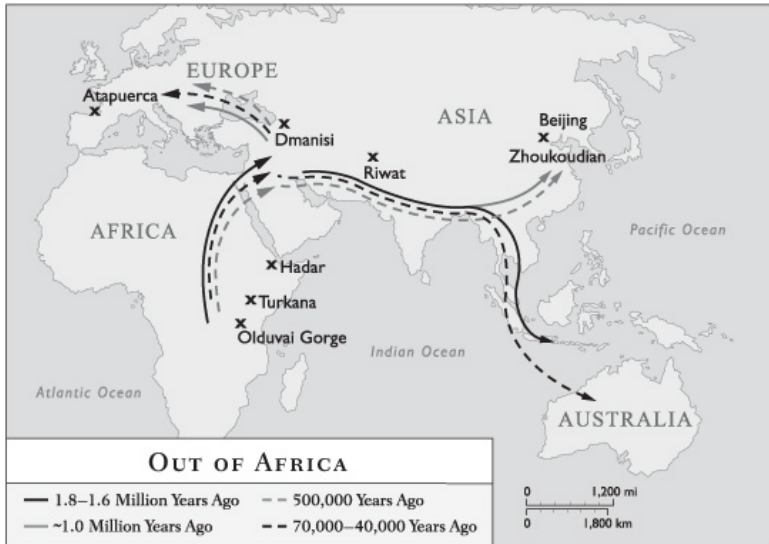 EUROPE
Atapuerca
Dmanisi
ASIA
Beijing
Zhoukoudian
Riwat
AFRICA
Pacific Ocean
Hadar
Turkana
Olduvai Gorge
Indian Ocean
Atlantic Ocean
AUSTRALIA
OUT OF AFRICA
1.8–1.6 Million Years Ago
500,000 Years Ago
~1.0 Million Years Ago
70,000–40,000 Years Ago
0 1,200 mi
0 1,800 km